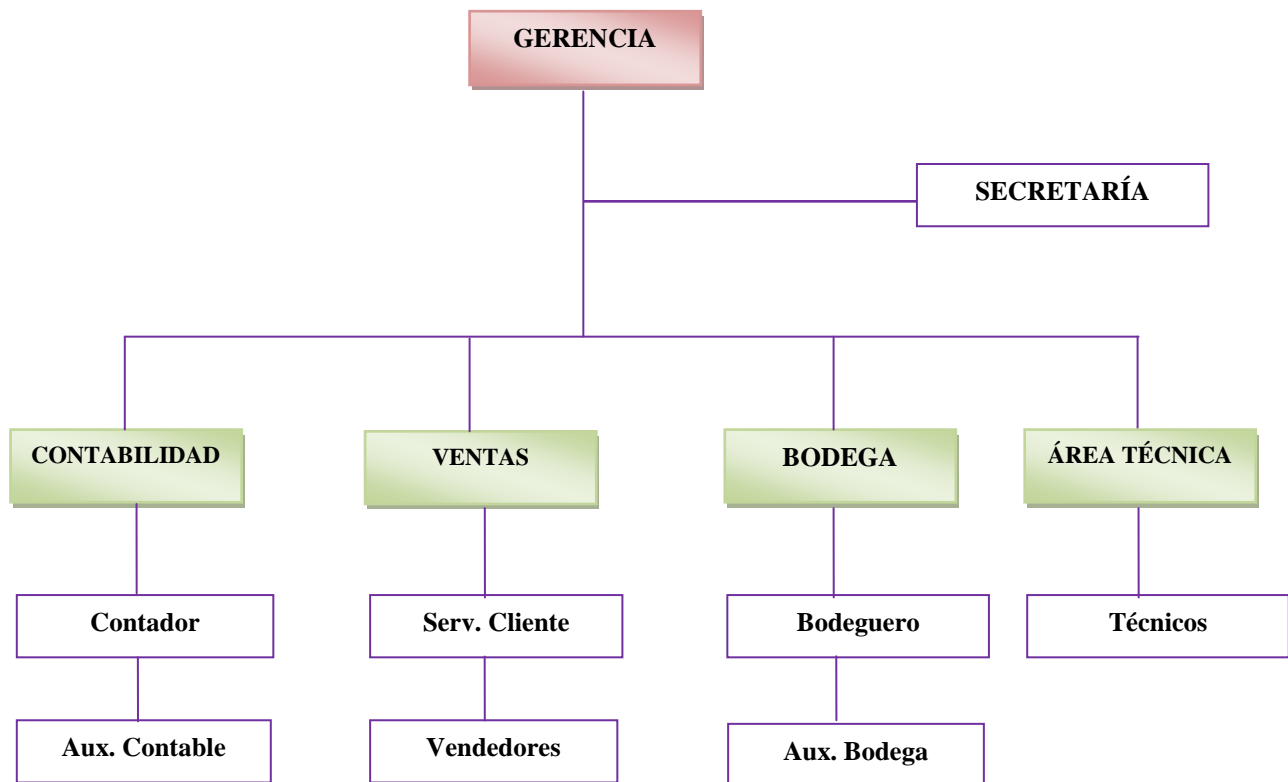 GERENCIA
SECRETARÍA
CONTABILIDAD
VENTAS
BODEGA
ÁREA TÉCNICA
Contador
Serv. Cliente
Bodeguero
Técnicos
Aux. Contable
Vendedores
Aux. Bodega